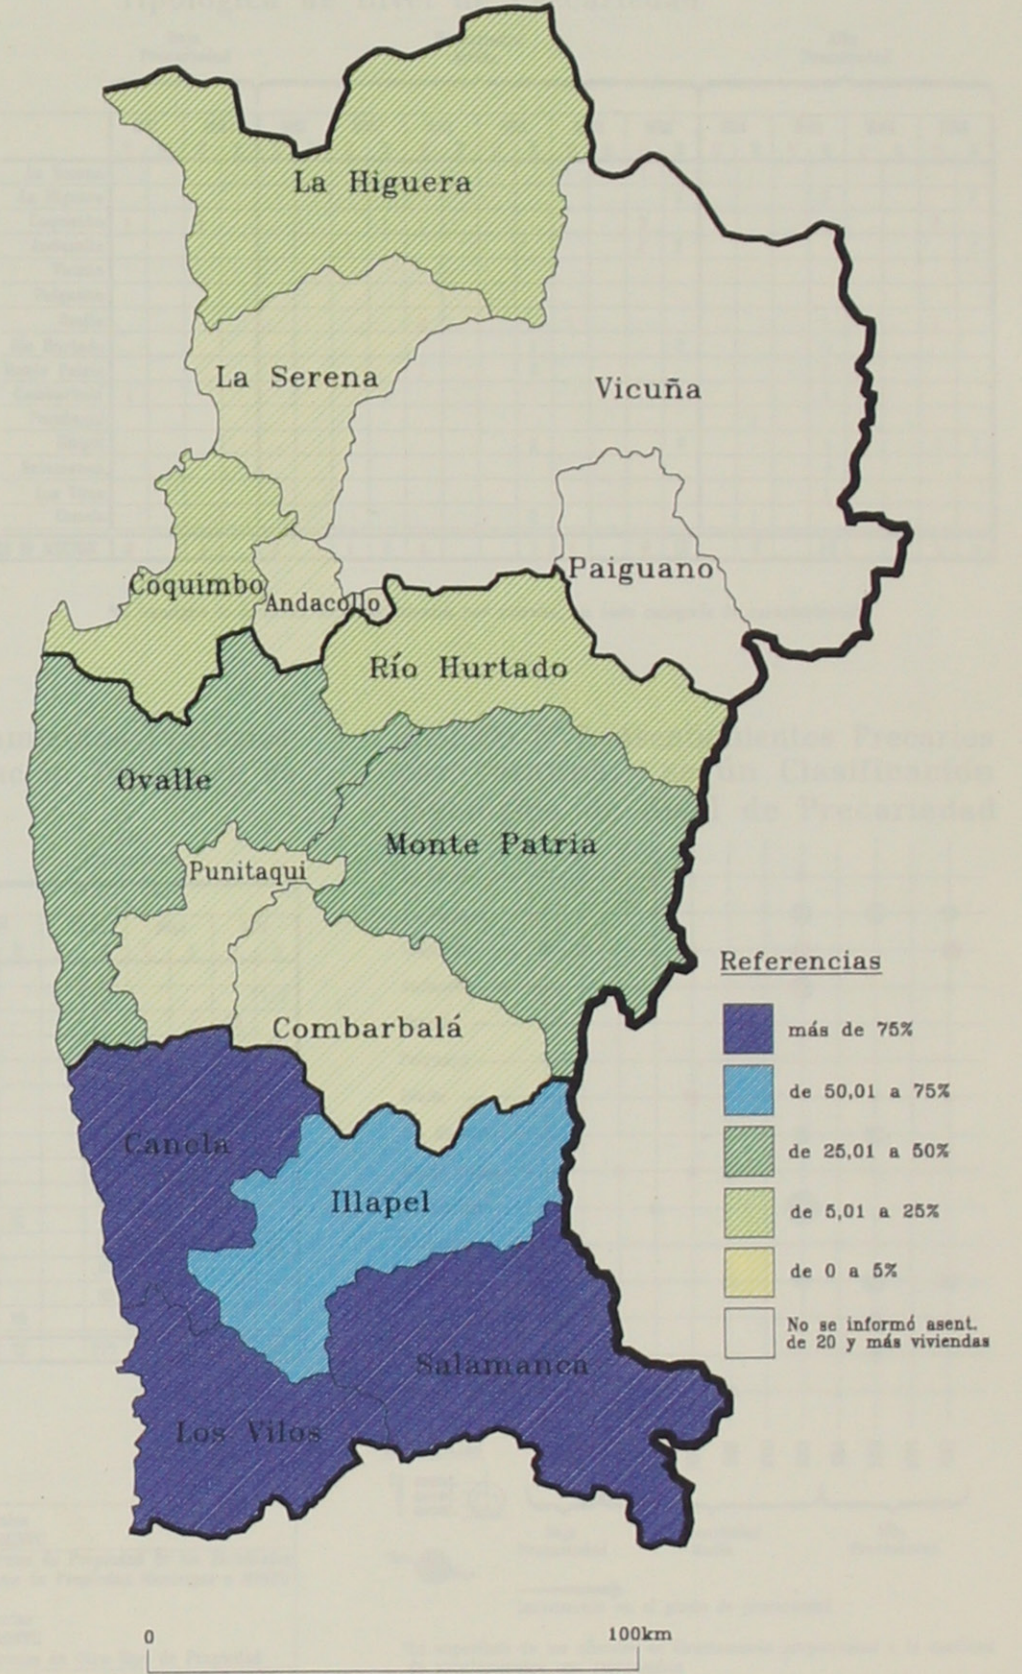 La Higuera
La Serena
Vicuña
Paiguano
Coquimbo
Andacollo
Río Hurtado
Ovalle
Monte Patria
Punitaqui
Combarbalá
Canela
Illapel
Salamanca
Los Vilos
Referencias
más de 75%
de 50,01 a 75%
de 25,01 a 50%
de 5,01 a 25%
de 0 a 5%
No se informó asent.
de 20 y más viviendas
0
100km